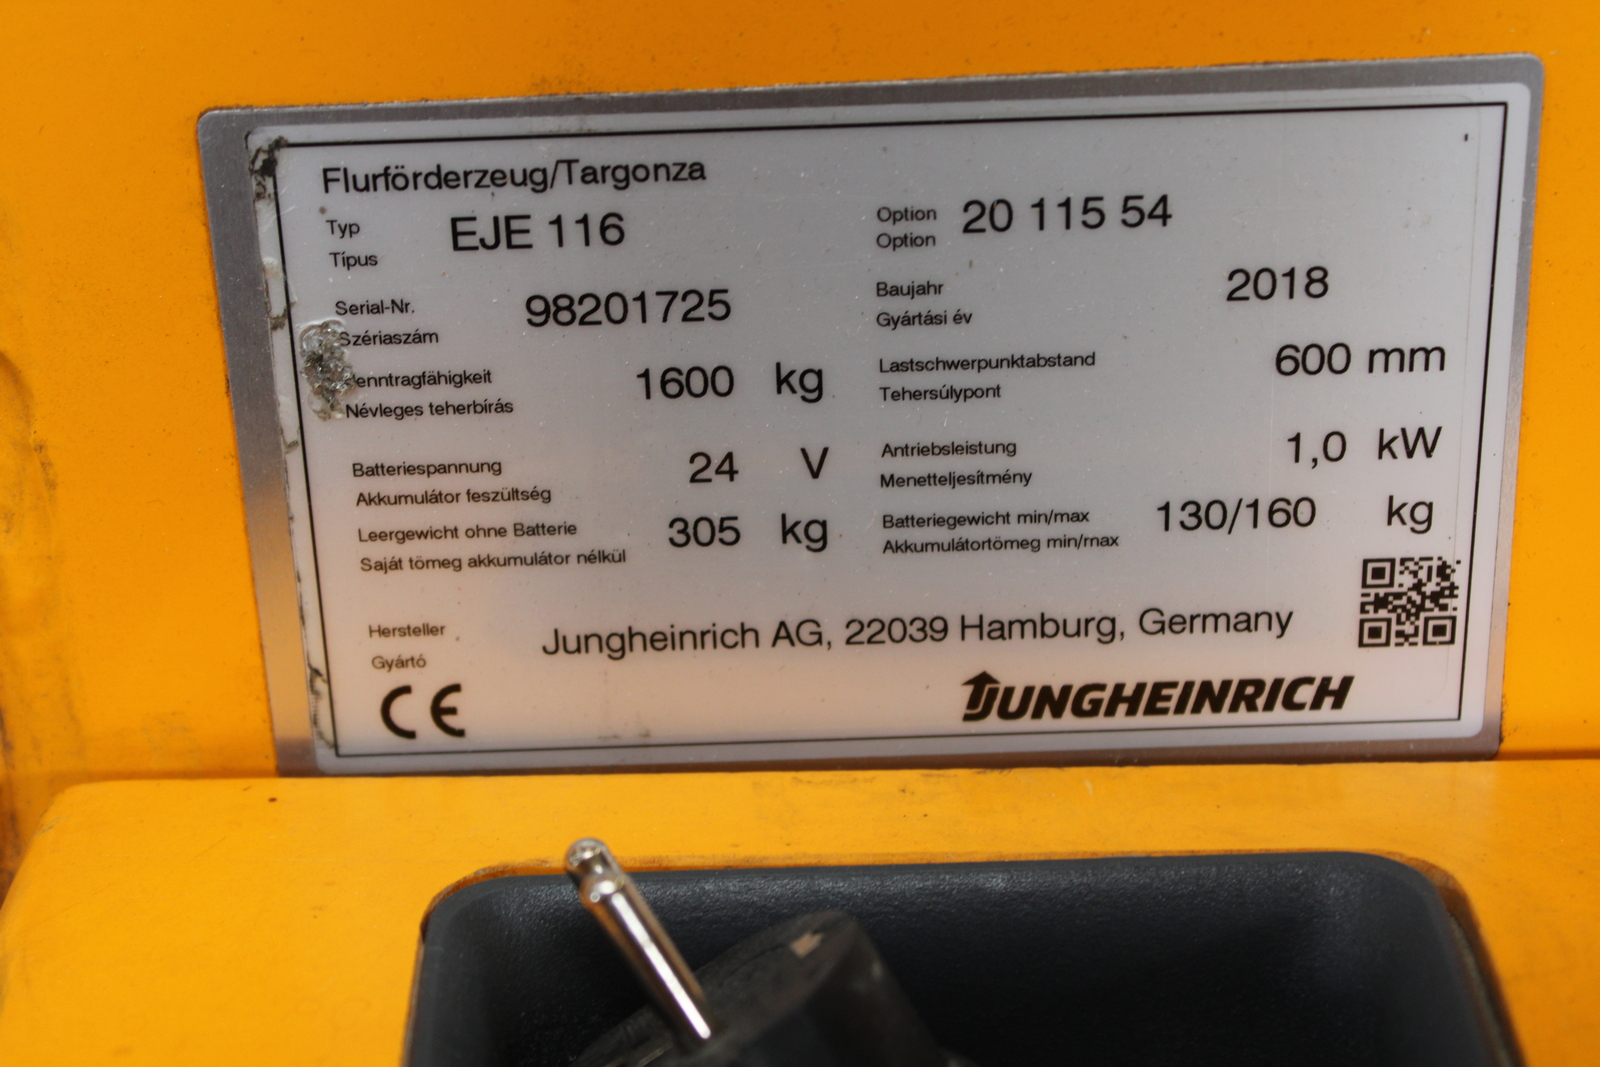 Flurförderzeug/Targonza
Typ
Típus
EJE 116
Option
Option
20 115 54
Serial-Nr.
Szériaszám
98201725
Baujahr
Gyártási év
2018
Nenntragfähigkeit
Névleges teherbírás
1600 kg
Lastschwerpunktabstand
Tehersúlypont
600 mm
Batteriespannung
Akkumulátor feszültség
24 V
Antriebsleistung
Menetteljesítmény
1,0 kW
Leergewicht ohne Batterie
Saját tömeg akkumulátor nélkül
305 kg
Batteriegewicht min/max
Akkumulátortömeg min/max
130/160 kg
Hersteller
Gyártó
Jungheinrich AG, 22039 Hamburg, Germany
CE
JUNGHEINRICH